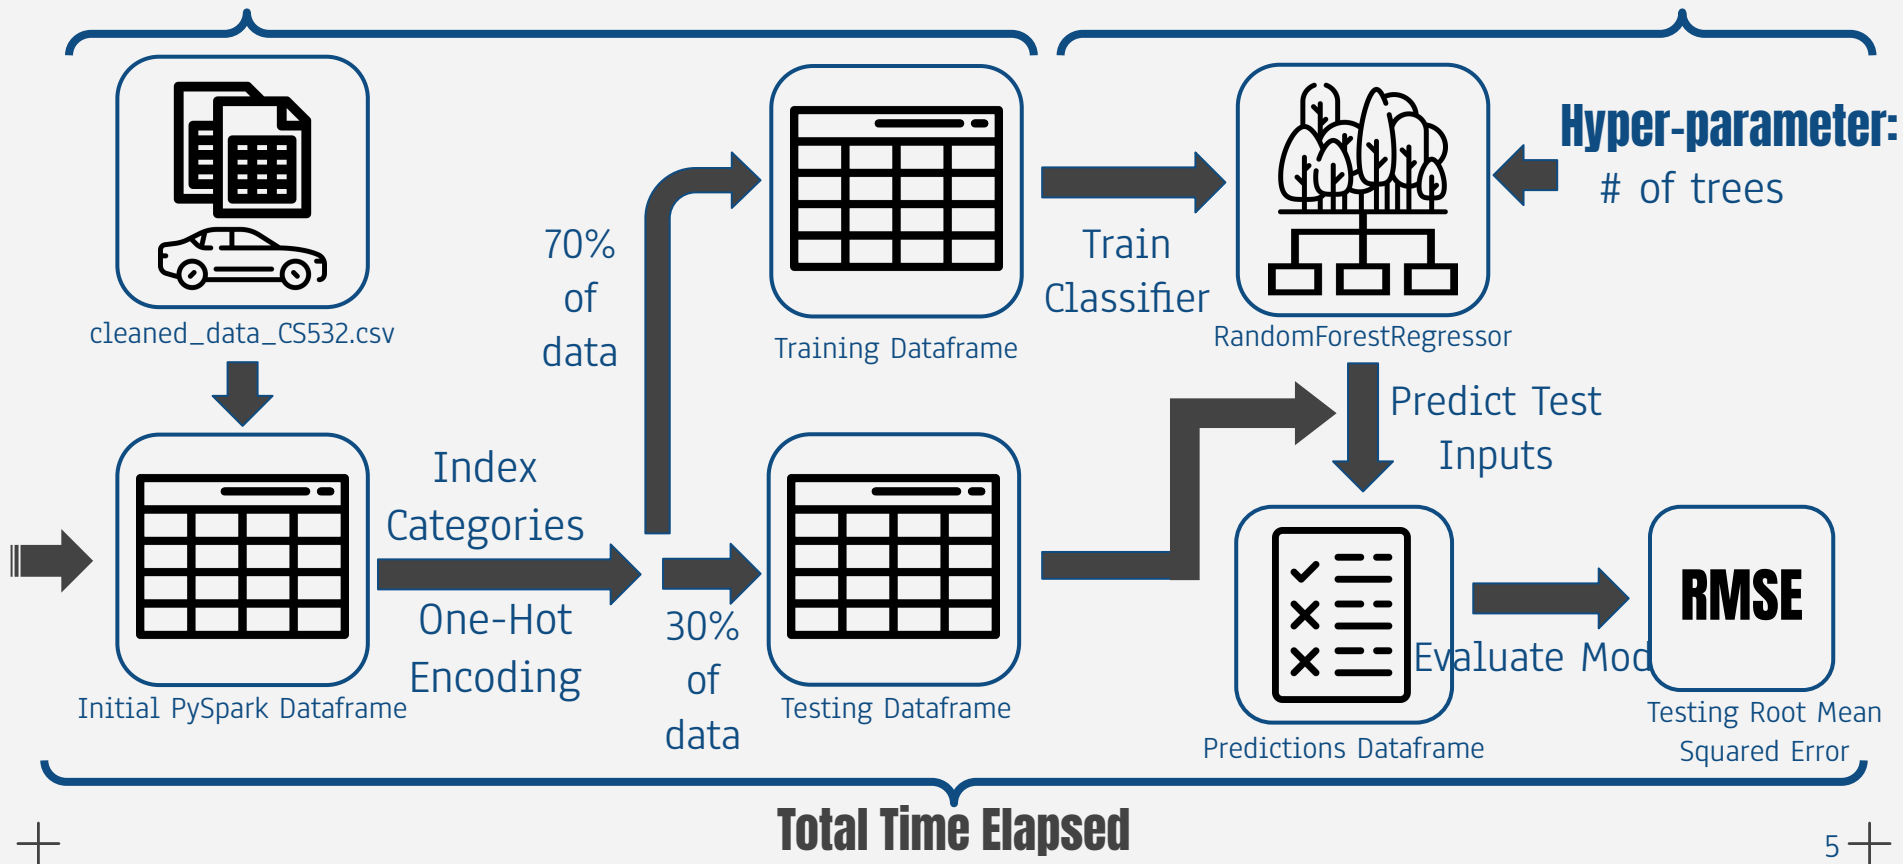 cleaned_data_CS532.csv
Initial PySpark Dataframe
Index
Categories
One-Hot
Encoding
70%
of
data
30%
of
data
Training Dataframe
Testing Dataframe
Train
Classifier
RandomForestRegressor
Hyper-parameter:
# of trees
Predict Test
Inputs
Predictions Dataframe
Evaluate Mod
RMSE
Testing Root Mean
Squared Error
Total Time Elapsed
5